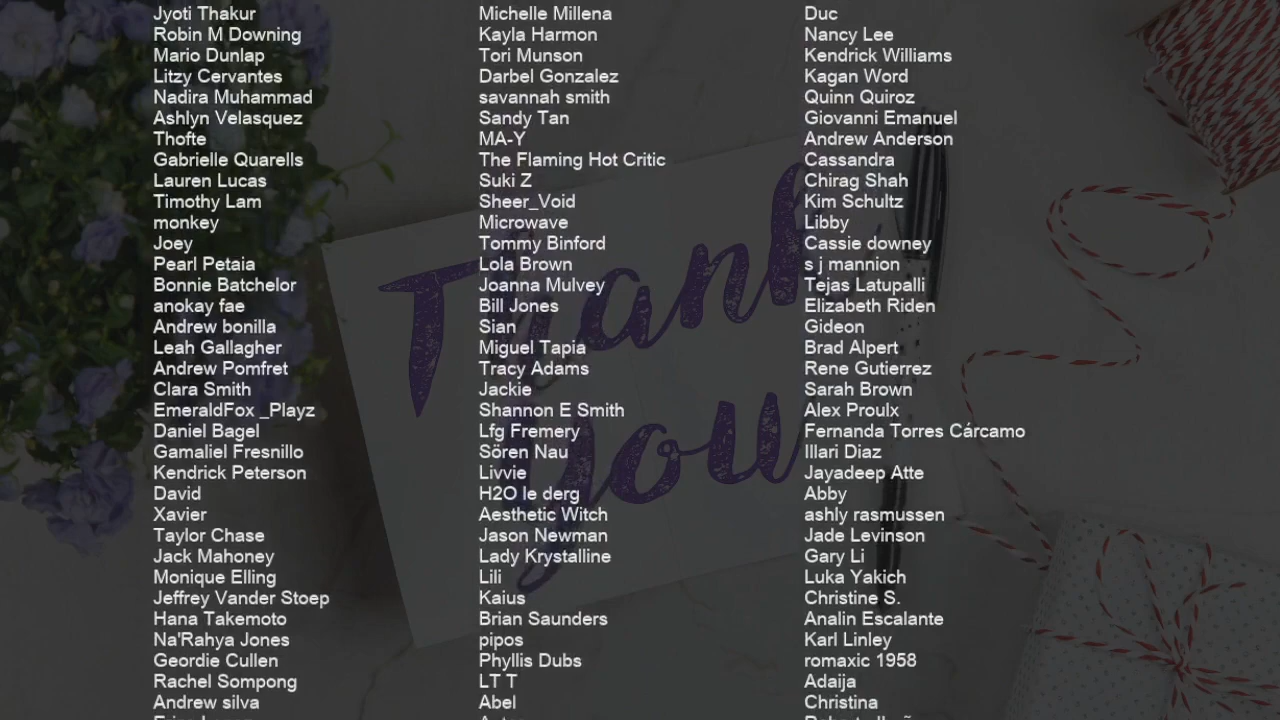 Jyoti Thakur
Robin M Downing
Mario Dunlap
Litzy Cervantes
Nadira Muhammad
Ashlyn Velasquez
Thofte
Gabrielle Quarells
Lauren Lucas
Timothy Lam
monkey
Joey
Pearl Petaia
Bonnie Batchelor
anokay fae
Andrew bonilla
Leah Gallagher
Andrew Pomfret
Clara Smith
EmeraldFox _Playz
Daniel Bagel
Gamaliel Fresnillo
Kendrick Peterson
David
Xavier
Taylor Chase
Jack Mahoney
Monique Elling
Jeffrey Vander Stoep
Hana Takemoto
Na'Rahya Jones
Geordie Cullen
Rachel Sompong
Andrew silva
Michelle Millena
Kayla Harmon
Tori Munson
Darbel Gonzalez
savannah smith
Sandy Tan
MA-Y
The Flaming Hot Critic
Suki Z
Sheer_Void
Microwave
Tommy Binford
Lola Brown
Joanna Mulvey
Bill Jones
Sian
Miguel Tapia
Tracy Adams
Jackie
Shannon E Smith
Lfg Fremery
Sören Nau
Livvie
H2O le derg
Aesthetic Witch
Jason Newman
Lady Krystalline
Lili
Kaius
Brian Saunders
pipos
Phyllis Dubs
LT T
Abel
Duc
Nancy Lee
Kendrick Williams
Kagan Word
Quinn Quiroz
Giovanni Emanuel
Andrew Anderson
Cassandra
Chirag Shah
Kim Schultz
Libby
Cassie downey
s j mannion
Tejas Latupalli
Elizabeth Riden
Gideon
Brad Alpert
Rene Gutierrez
Sarah Brown
Alex Proulx
Fernanda Torres Cárcamo
Illari Diaz
Jayadeep Atte
Abby
ashly rasmussen
Jade Levinson
Gary Li
Luka Yakich
Christine S.
Analin Escalante
Karl Linley
romaxic 1958
Adaija
Christina
Thank
you